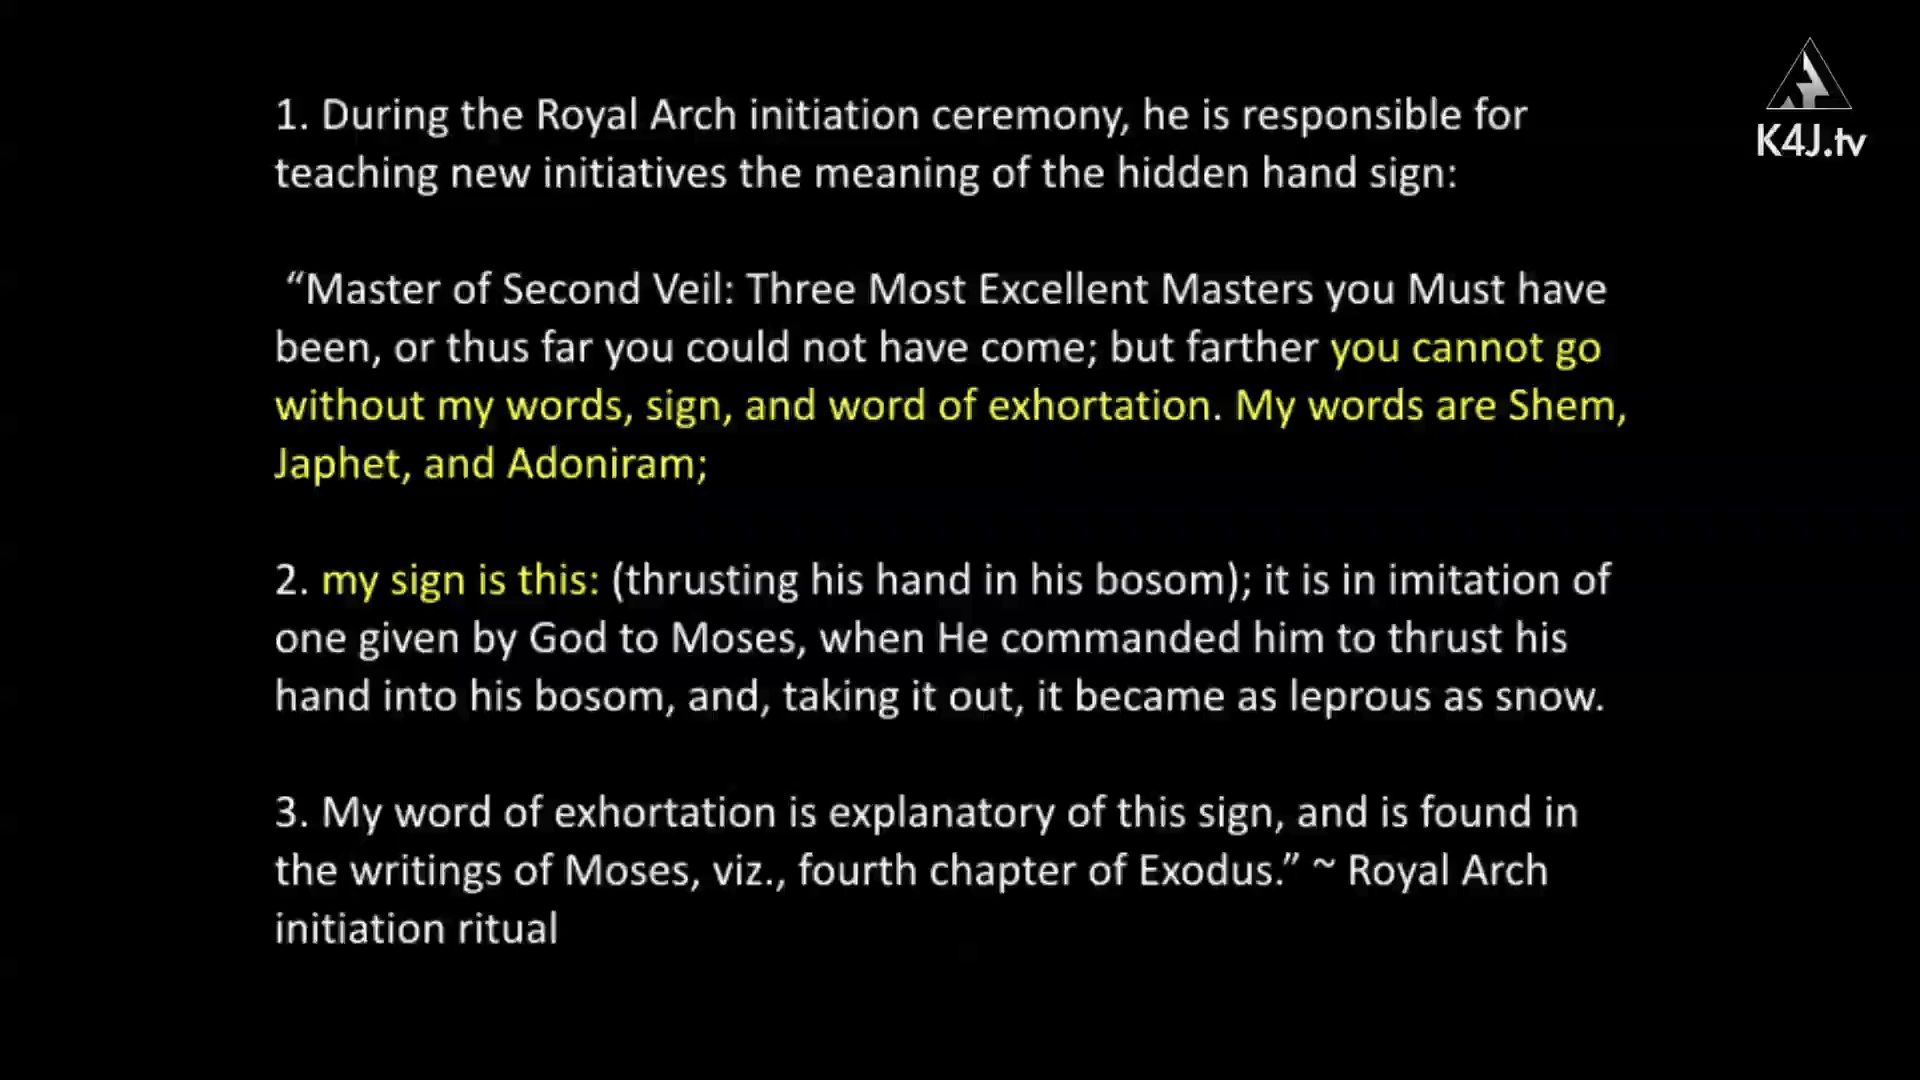 1. During the Royal Arch initiation ceremony, he is responsible for
teaching new initiatives the meaning of the hidden hand sign:
“Master of Second Veil: Three Most Excellent Masters you Must have
been, or thus far you could not have come; but farther you cannot go
without my words, sign, and word of exhortation. My words are Shem,
Japhet, and Adoniram;
2. my sign is this: (thrusting his hand in his bosom); it is in imitation of
one given by God to Moses, when He commanded him to thrust his
hand into his bosom, and, taking it out, it became as leprous as snow.
3. My word of exhortation is explanatory of this sign, and is found in
the writings of Moses, viz., fourth chapter of Exodus.” ~ Royal Arch
initiation ritual
K4J.tv